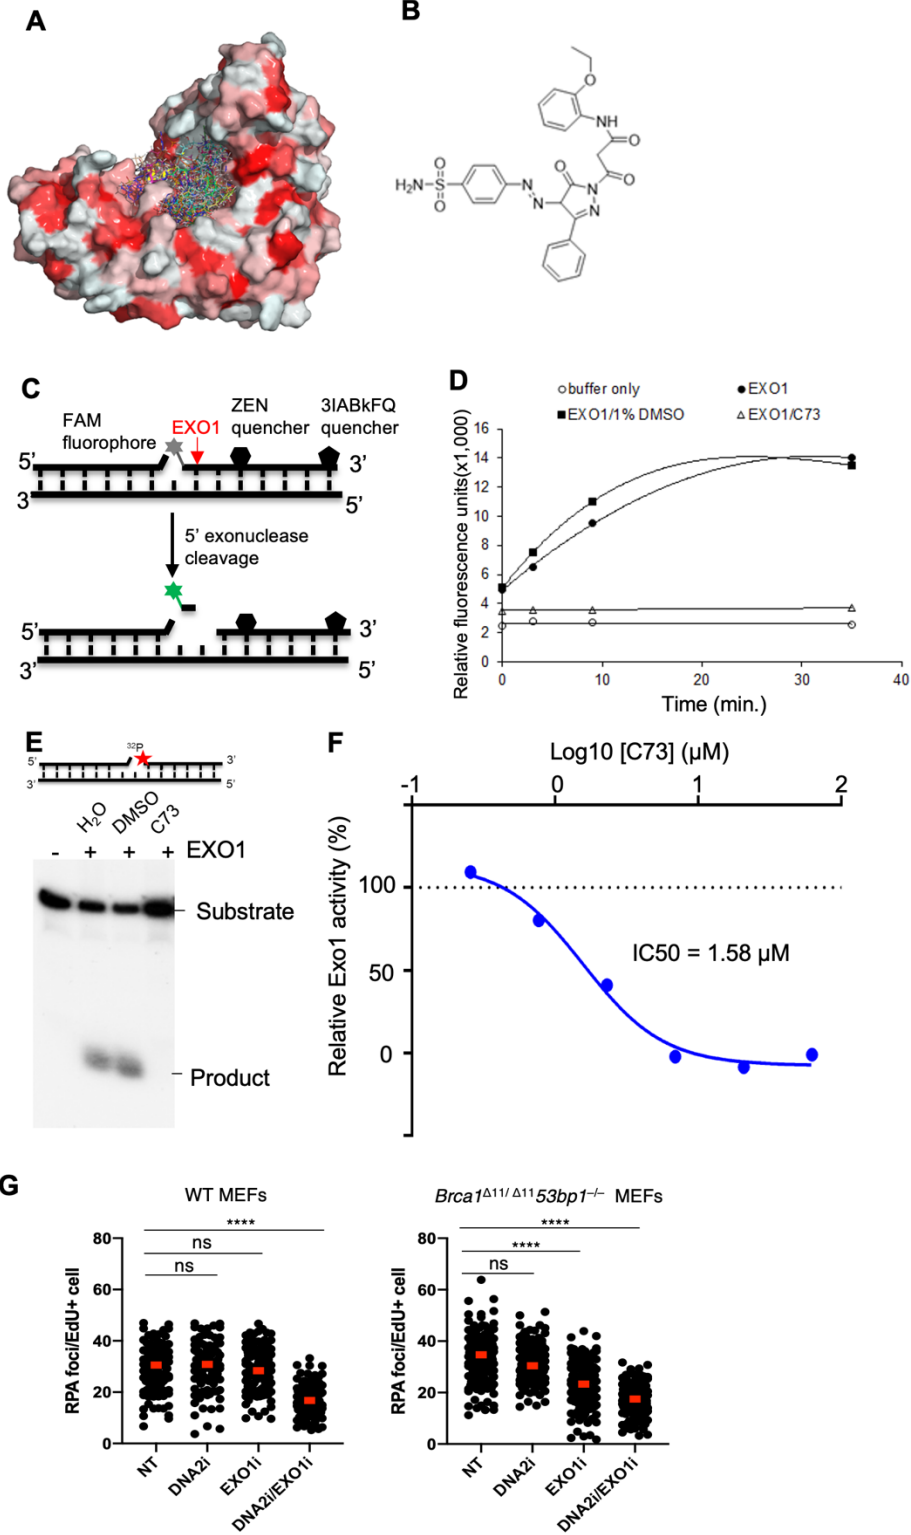 A
B
O
NH
O
O
O
H₂N
S
O
O
N
N
N
N
C
FAM
fluorophore
EXO1
ZEN
quencher
3IABkFQ
quencher
5’
3’
3
5’
5’ exonuclease
cleavage
5’
3’
3’
5’
D
buffer only
EXO1
EXO1/1% DMSO
EXO1/C73
Relative fluorescence units(x1,000)
16
14
12
10
8
6
4
2
0
0 10 20 30 40
Time (min.)
E
32P
5’
3’
3’
5’
H₂O
DMSO
C73
- + + + EXO1
Substrate
Product
F
Log10 [C73] (µM)
-1 0 1 2
Relative Exo1 activity (%)
100
50
0
IC50 = 1.58 µM
G
WT MEFs
****
ns
ns
RPA foci/EdU+ cell
80
60
40
20
0
NT
DNA2i
EXO1i
DNA2i/EXO1i
Brca1Δ11/ Δ1153bp1–/– MEFs
****
****
ns
RPA foci/EdU+ cell
80
60
40
20
0
NT
DNA2i
EXO1i
DNA2i/EXO1i